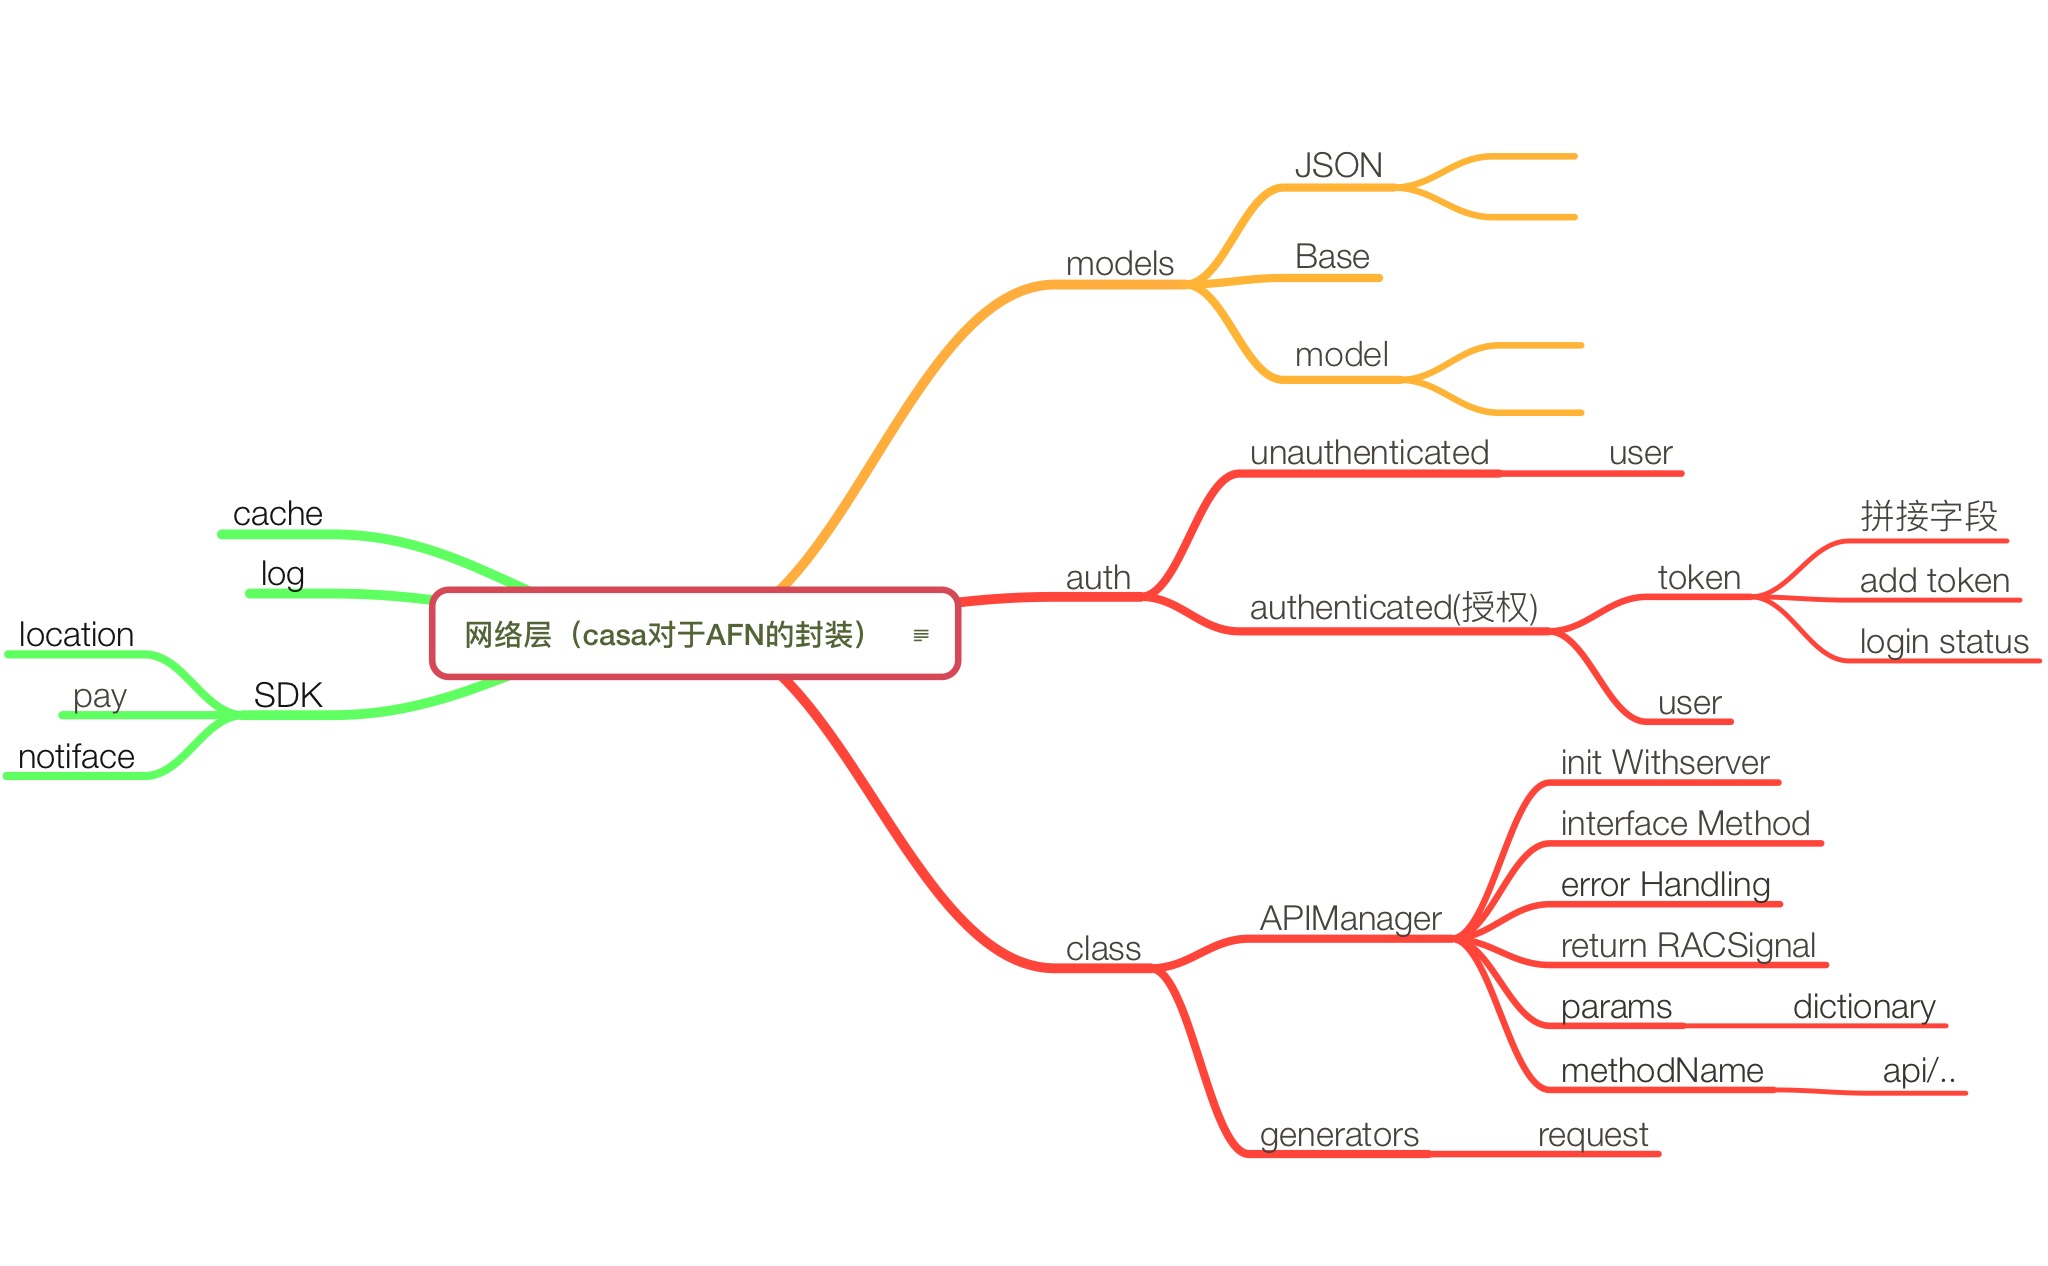 网络层（casa对于AFN的封装）
models
JSON
Base
model
auth
unauthenticated
user
authenticated(授权)
token
拼接字段
add token
login status
user
class
APIManager
init Withserver
interface Method
error Handling
return RACSignal
params
dictionary
methodName
api/..
generators
request
cache
log
SDK
location
pay
notiface